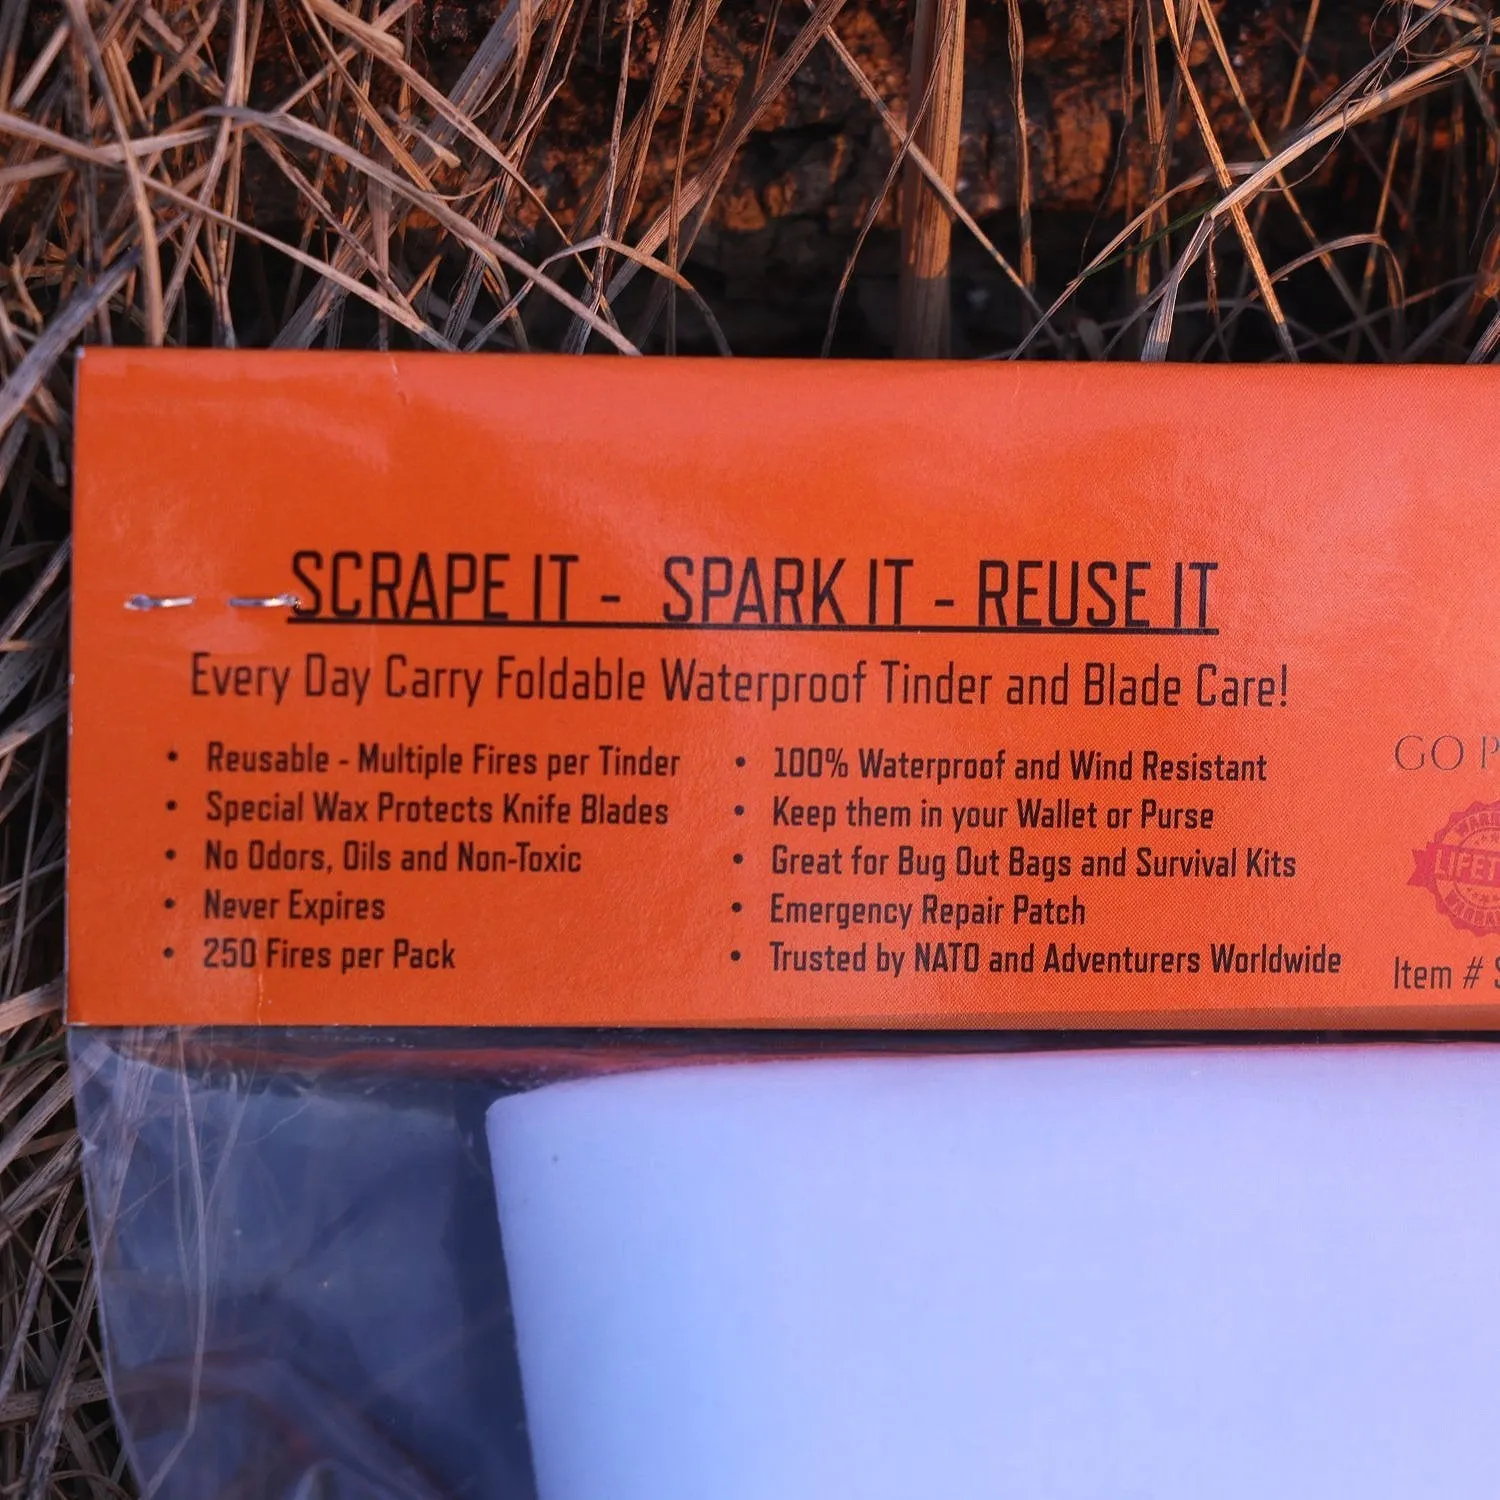 SCRAPE IT - SPARK IT - REUSE IT
Every Day Carry Foldable Waterproof Tinder and Blade Care!
• Reusable - Multiple Fires per Tinder
• Special Wax Protects Knife Blades
• No Odors, Oils and Non-Toxic
• Never Expires
• 250 Fires per Pack
• 100% Waterproof and Wind Resistant
• Keep them in your Wallet or Purse
• Great for Bug Out Bags and Survival Kits
• Emergency Repair Patch
• Trusted by NATO and Adventurers Worldwide
GO
Item #